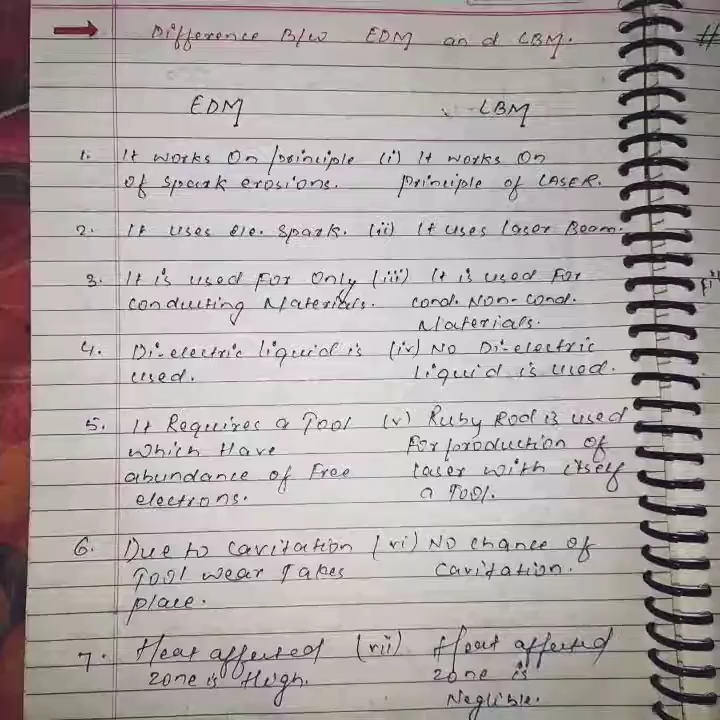 Difference B/w EDM and LBM.
EDM LBM
1. It works On principle (i) It works On
of spark erosions. principle of LASER.
2. It uses ele. spark. (ii) It uses laser Beam.
3. It is used For Only (iii) It is used For
conducting Materials. cond. Non-cond.
Materials.
4. Di-electric liquid is (iv) No Di-electric
used. liquid is used.
5. It Requires a Tool (v) Ruby Rod is used
which Have For production of
abundance of Free laser with itself
electrons. a Tool.
6. Due to cavitation (vi) No chance of
Tool wear Takes cavitation.
place.
7. Heat affected (vii) Heat affected
zone is High. zone is
Neglible.